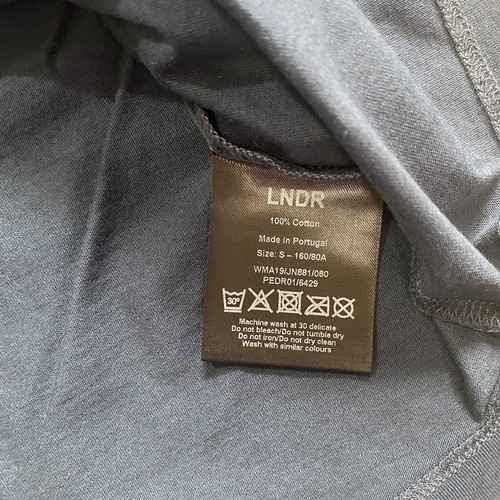 LNDR
100% Cotton
Made in Portugal
Size: S – 160/80A
WMA19/JN881/080
PEDR01/6429
30°
Machine wash at 30 delicate
Do not bleach/Do not tumble dry
Do not iron/Do not dry clean
Wash with similar colours